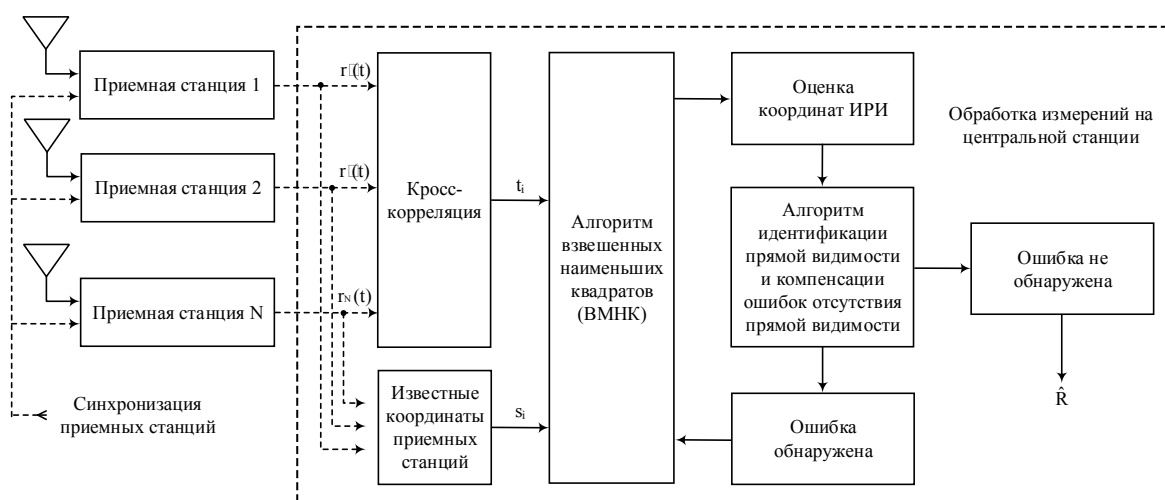 Приемная станция 1
Приемная станция 2
Приемная станция N
Синхронизация
приемных станций
r(t)
r(t)
rN(t)
Кросс-
корреляция
Известные
координаты
приемных
станций
ti
si
Алгоритм
взвешенных
наименьших
квадратов
(ВМНК)
Оценка
координат ИРИ
Алгоритм
идентификации
прямой видимости
и компенсации
ошибок отсутствия
прямой видимости
Ошибка
обнаружена
Обработка измерений на
центральной станции
Ошибка не
обнаружена
R̂